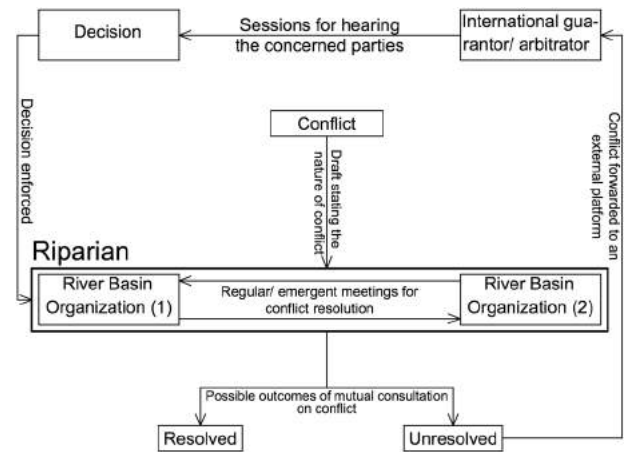 Decision
Sessions for hearing
the concerned parties
International gua-
rantor/ arbitrator
Decision enforced
Conflict
Draft stating the
nature of conflict
Conflict forwarded to an
external platform
Riparian
River Basin
Organization (1)
Regular/ emergent meetings for
conflict resolution
River Basin
Organization (2)
Possible outcomes of mutual consultation
on conflict
Resolved
Unresolved